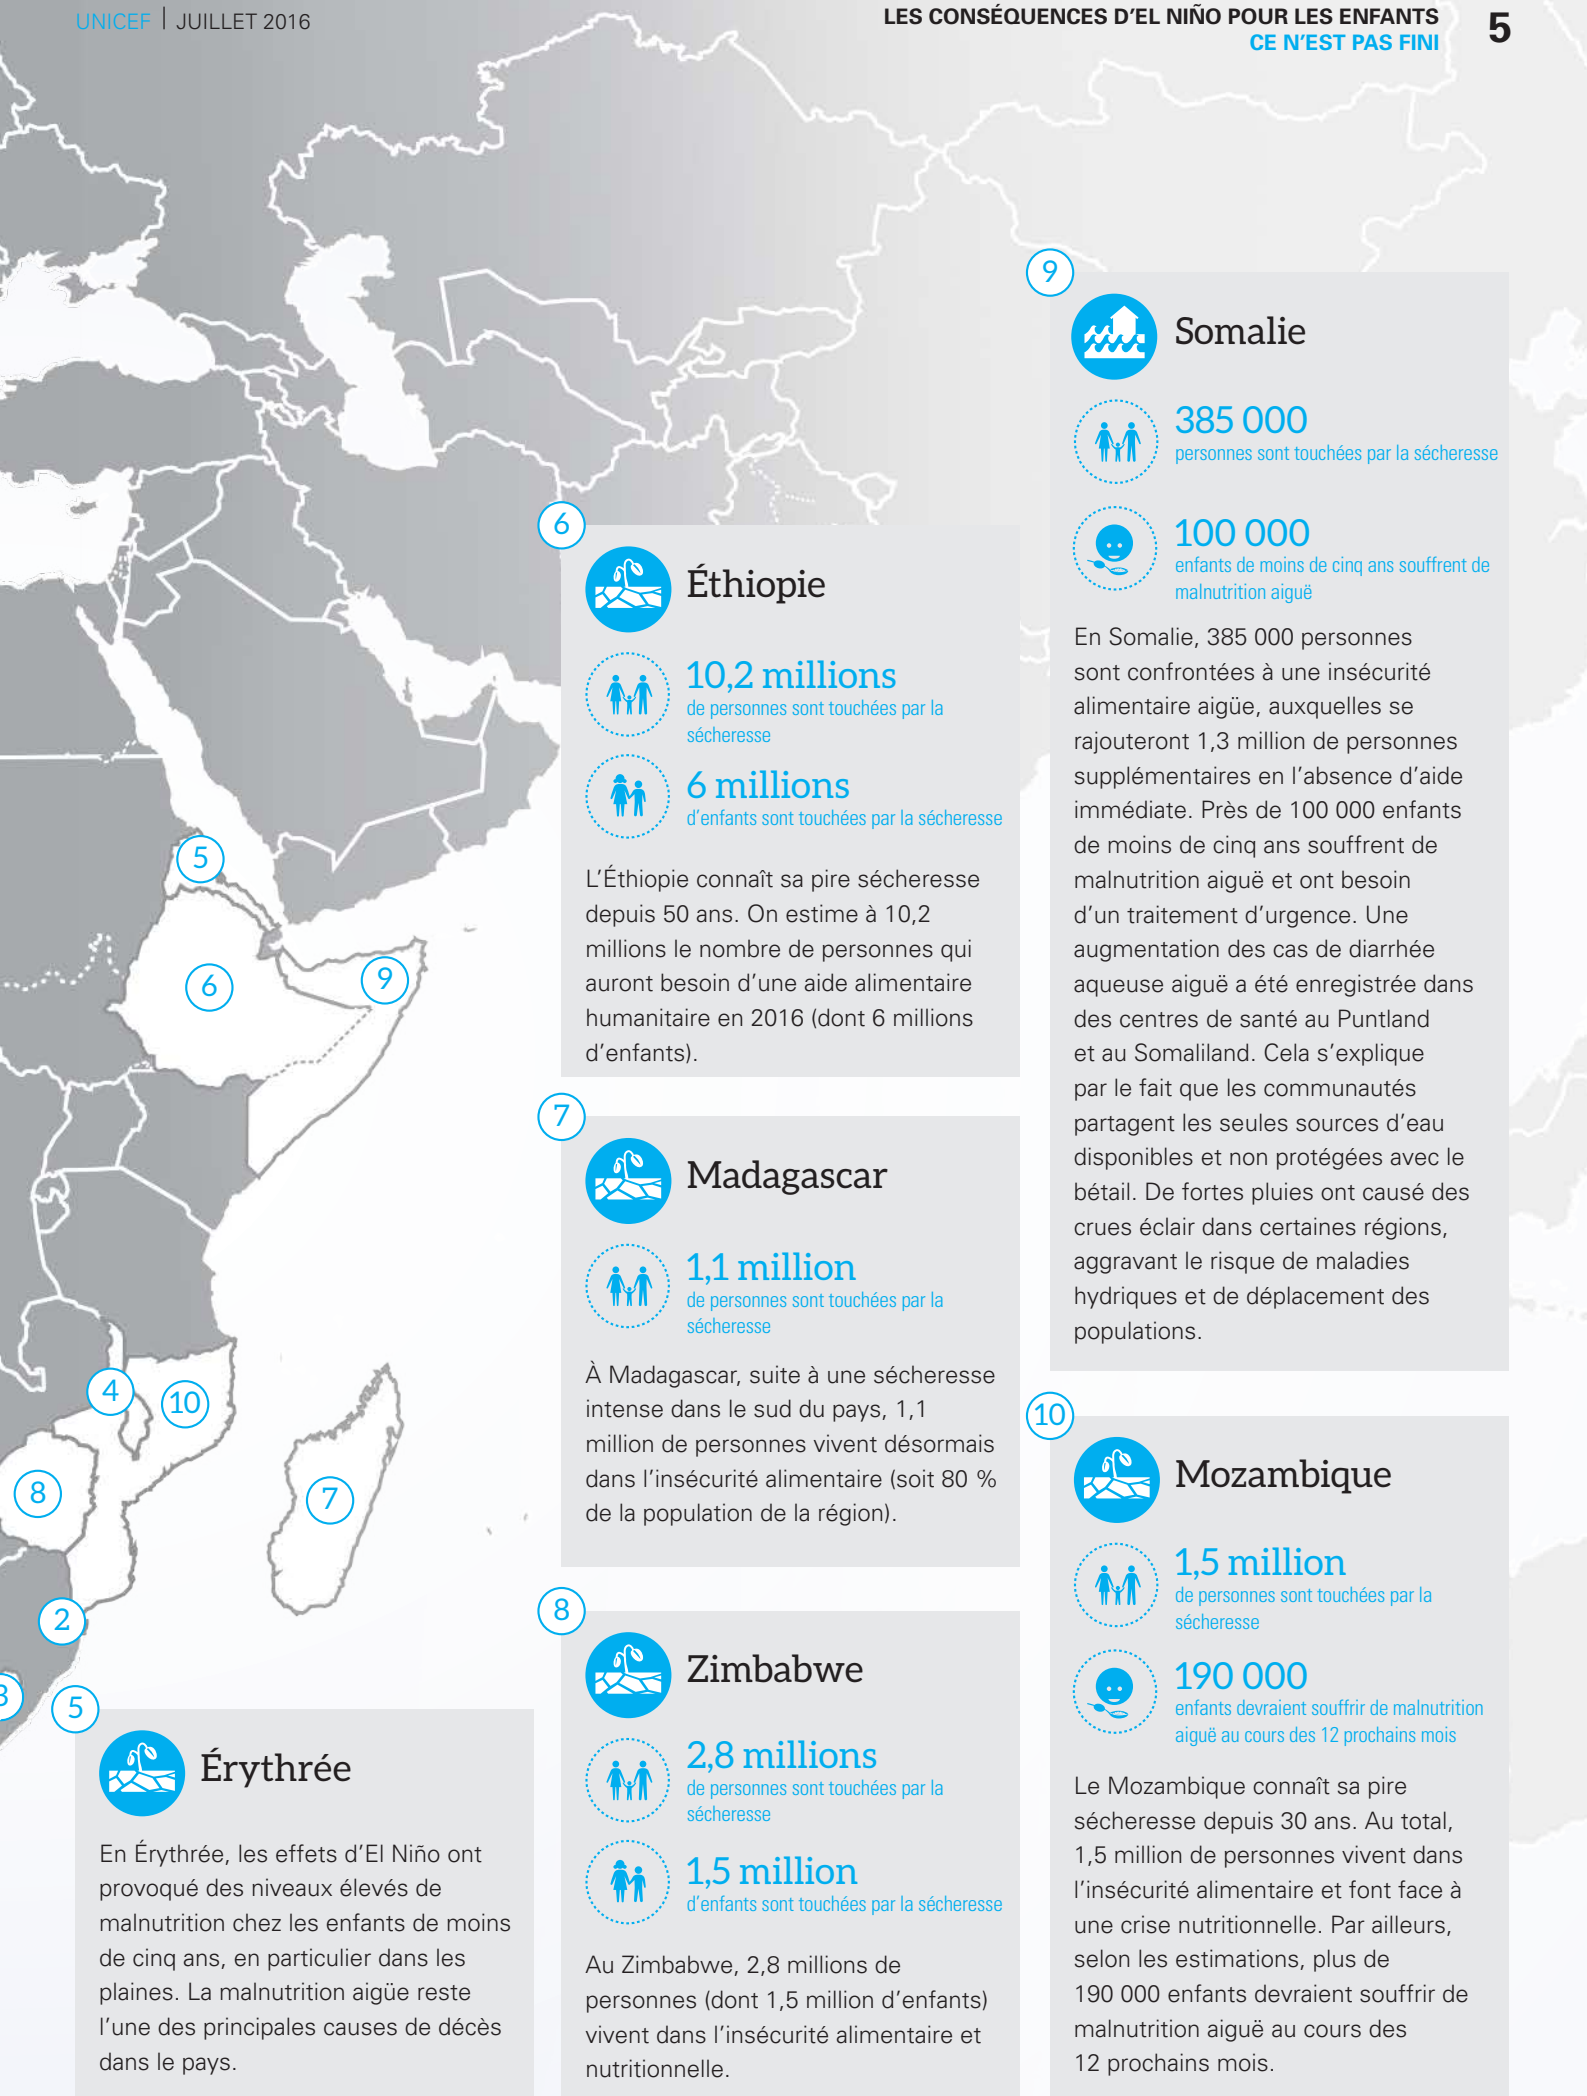 UNICEF | JUILLET 2016
LES CONSÉQUENCES D’EL NIÑO POUR LES ENFANTS
CE N’EST PAS FINI
5
5
6
9
4
10
8
7
2
3
5
Érythrée
En Érythrée, les effets d’El Niño ont
provoqué des niveaux élevés de
malnutrition chez les enfants de moins
de cinq ans, en particulier dans les
plaines. La malnutrition aigüe reste
l’une des principales causes de décès
dans le pays.
6
Éthiopie
10,2 millions
de personnes sont touchées par la
sécheresse
6 millions
d’enfants sont touchées par la sécheresse
L’Éthiopie connaît sa pire sécheresse
depuis 50 ans. On estime à 10,2
millions le nombre de personnes qui
auront besoin d’une aide alimentaire
humanitaire en 2016 (dont 6 millions
d’enfants).
7
Madagascar
1,1 million
de personnes sont touchées par la
sécheresse
À Madagascar, suite à une sécheresse
intense dans le sud du pays, 1,1
million de personnes vivent désormais
dans l’insécurité alimentaire (soit 80 %
de la population de la région).
8
Zimbabwe
2,8 millions
de personnes sont touchées par la
sécheresse
1,5 million
d’enfants sont touchées par la sécheresse
Au Zimbabwe, 2,8 millions de
personnes (dont 1,5 million d’enfants)
vivent dans l’insécurité alimentaire et
nutritionnelle.
9
Somalie
385 000
personnes sont touchées par la sécheresse
100 000
enfants de moins de cinq ans souffrent de
malnutrition aiguë
En Somalie, 385 000 personnes
sont confrontées à une insécurité
alimentaire aigüe, auxquelles se
rajouteront 1,3 million de personnes
supplémentaires en l’absence d’aide
immédiate. Près de 100 000 enfants
de moins de cinq ans souffrent de
malnutrition aiguë et ont besoin
d’un traitement d’urgence. Une
augmentation des cas de diarrhée
aqueuse aiguë a été enregistrée dans
des centres de santé au Puntland
et au Somaliland. Cela s’explique
par le fait que les communautés
partagent les seules sources d’eau
disponibles et non protégées avec le
bétail. De fortes pluies ont causé des
crues éclair dans certaines régions,
aggravant le risque de maladies
hydriques et de déplacement des
populations.
10
Mozambique
1,5 million
de personnes sont touchées par la
sécheresse
190 000
enfants devraient souffrir de malnutrition
aiguë au cours des 12 prochains mois
Le Mozambique connaît sa pire
sécheresse depuis 30 ans. Au total,
1,5 million de personnes vivent dans
l’insécurité alimentaire et font face à
une crise nutritionnelle. Par ailleurs,
selon les estimations, plus de
190 000 enfants devraient souffrir de
malnutrition aiguë au cours des
12 prochains mois.